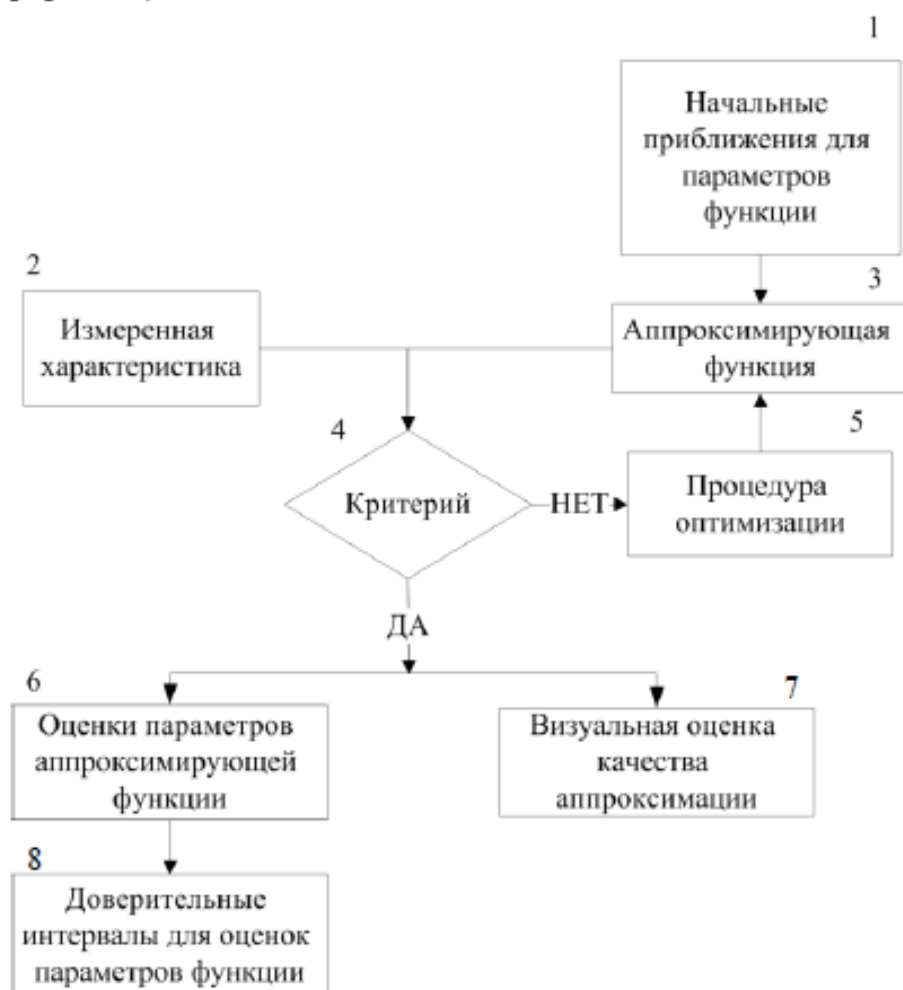 1
Начальные
приближения для
параметров
функции
2
3
Измеренная
характеристика
Аппроксимирующая
функция
4
5
Критерий
НЕТ
Процедура
оптимизации
ДА
6
7
Оценки параметров
аппроксимирующей
функции
Визуальная оценка
качества
аппроксимации
8
Доверительные
интервалы для оценок
параметров функции